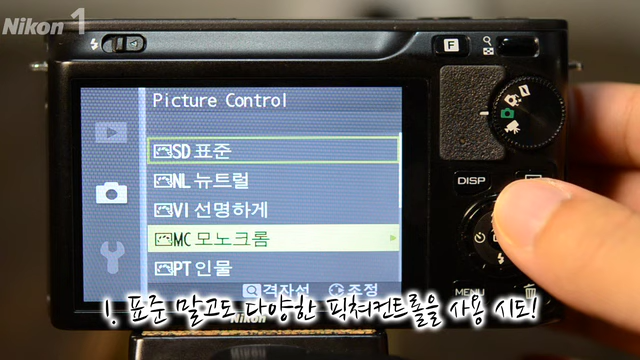 Nikon 1
F
Picture Control
SD 표준
NL 뉴트럴
VI 선명하게
MC 모노크롬
PT 인물
격자선 조정
DISP
MENU
1. 표준 말고도 다양한 픽쳐컨트롤을 사용 시도!
Nikon